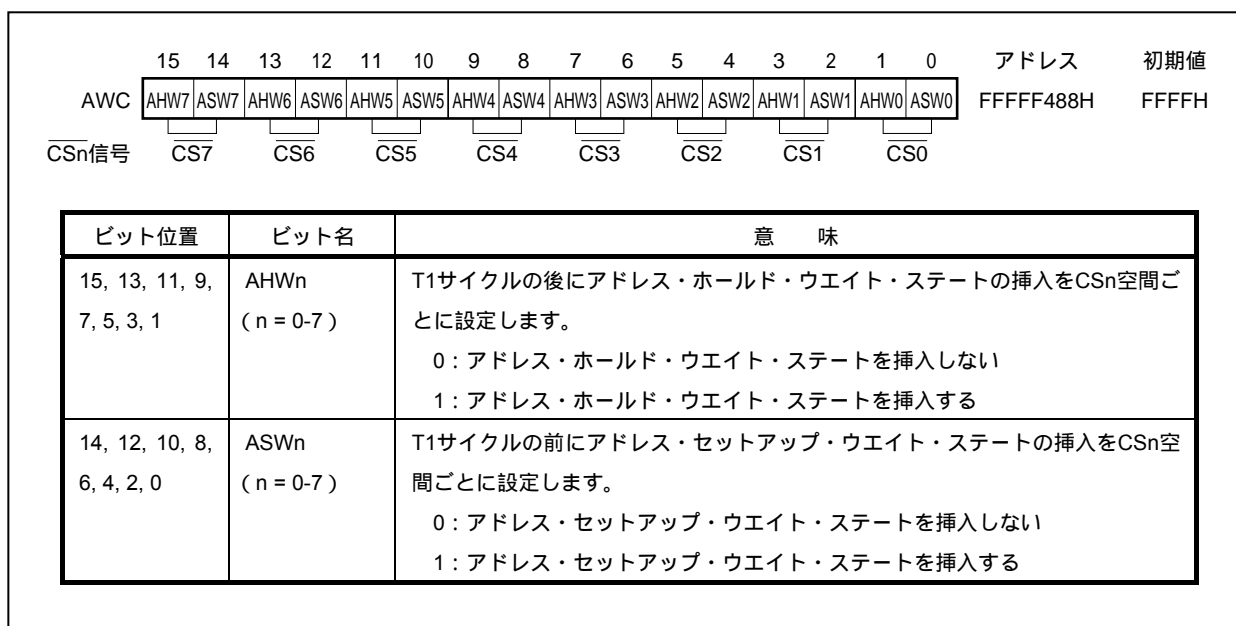 15 14 13 12 11 10 9 8 7 6 5 4 3 2 1 0 アドレス 初期値
AWC AHW7 ASW7 AHW6 ASW6 AHW5 ASW5 AHW4 ASW4 AHW3 ASW3 AHW2 ASW2 AHW1 ASW1 AHW0 ASW0 FFFFF488H FFFFH
CSn信号 CS7 CS6 CS5 CS4 CS3 CS2 CS1 CS0
ビット位置 ビット名 意 味
15, 13, 11, 9,
7, 5, 3, 1
AHWn
( n = 0-7 )
T1サイクルの後にアドレス・ホールド・ウエイト・ステートの挿入をCSn空間ご
とに設定します。
0:アドレス・ホールド・ウエイト・ステートを挿入しない
1:アドレス・ホールド・ウエイト・ステートを挿入する
14, 12, 10, 8,
6, 4, 2, 0
ASWn
( n = 0-7 )
T1サイクルの前にアドレス・セットアップ・ウエイト・ステートの挿入をCSn空
間ごとに設定します。
0:アドレス・セットアップ・ウエイト・ステートを挿入しない
1:アドレス・セットアップ・ウエイト・ステートを挿入する